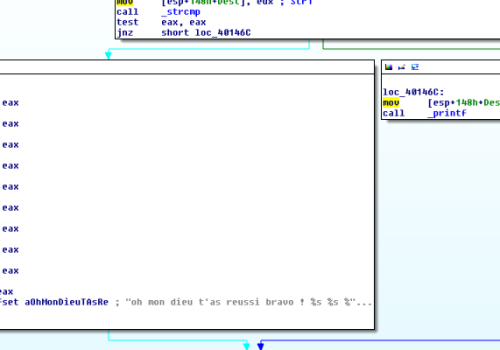 mov [esp+148h+Dest], edx ; Str1
call _strcmp
test eax, eax
jnz short loc_40146C
loc_40146C:
mov [esp+148h+Des
call _printf
eax
eax
eax
eax
eax
eax
eax
eax
eax
eax
set aOhMonDieuTAsRe ; "oh mon dieu t'as reussi bravo ! %s %s %"...